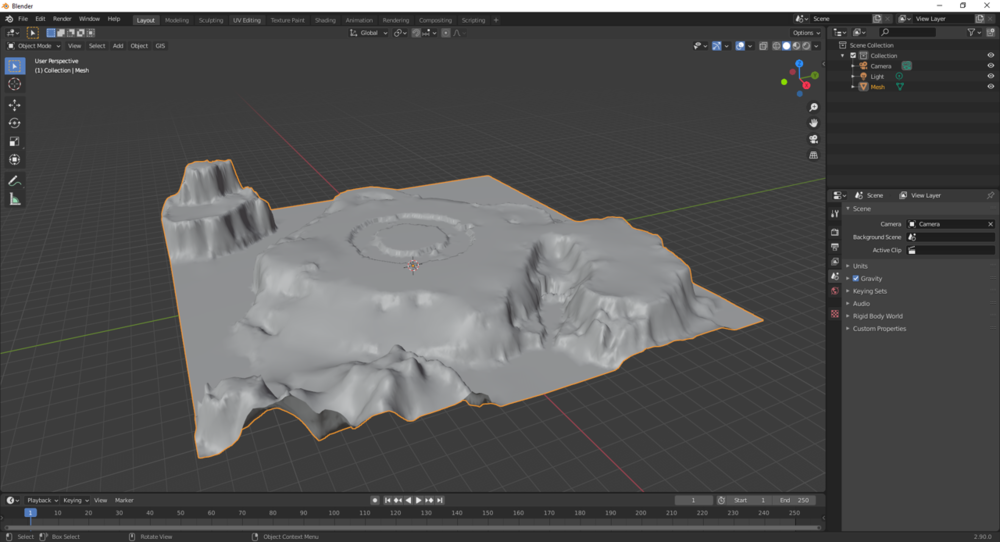 Blender
File Edit Render Window Help Layout Modeling Sculpting UV Editing Texture Paint Shading Animation Rendering Compositing Scripting + Scene View Layer
Global Options
Object Mode View Select Add Object GIS
User Perspective
(1) Collection | Mesh
Z
Y
X
Scene Collection
Collection
Camera
Light
Mesh
Scene View Layer
Scene
Camera Camera
Background Scene
Active Clip
Units
Gravity
Keying Sets
Audio
Rigid Body World
Custom Properties
Playback Keying View Marker 1 Start 1 End 250
1 10 20 30 40 50 60 70 80 90 100 110 120 130 140 150 160 170 180 190 200 210 220 230 240 250
Select Box Select Rotate View Object Context Menu 2.90.0